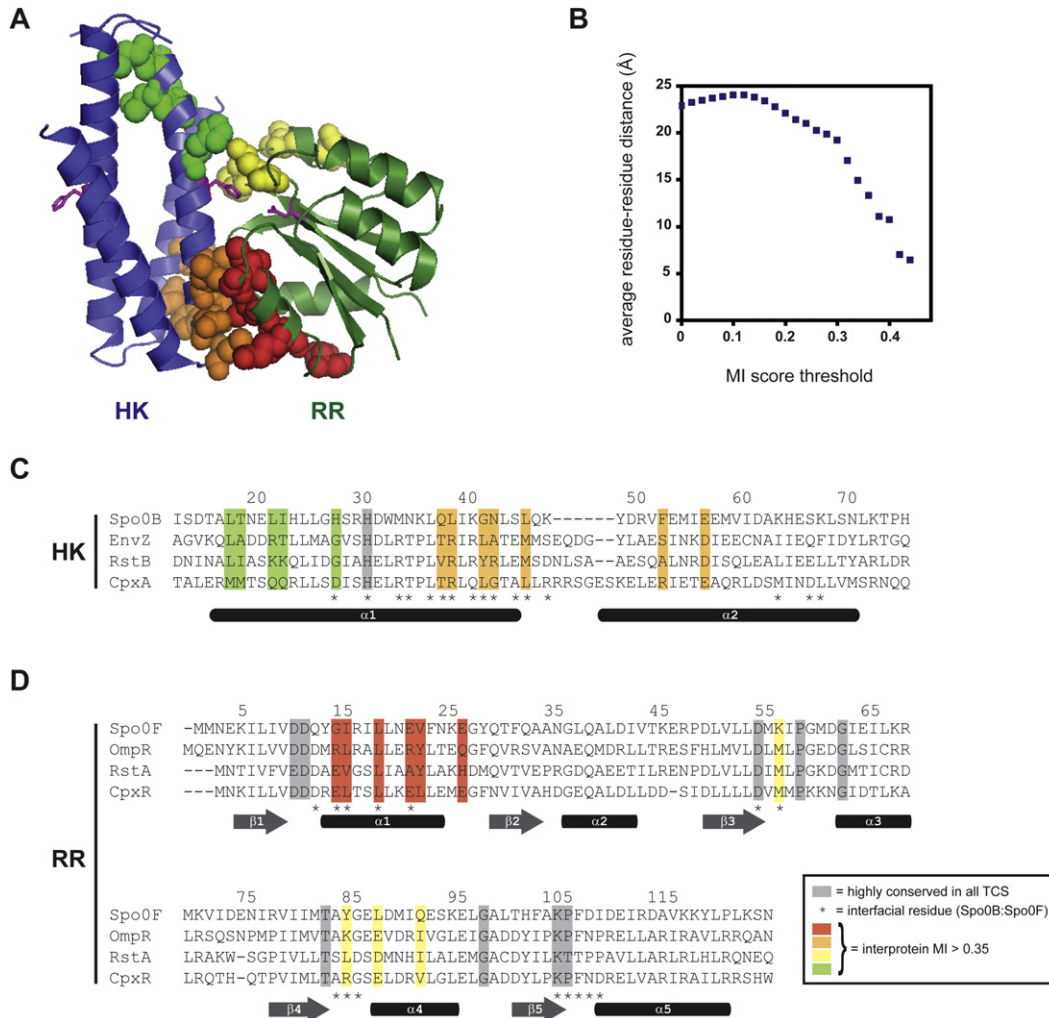 A
HK
RR
B
average residue-residue distance (Å)
25
20
15
10
5
0
0
0.1
0.2
0.3
0.4
MI score threshold
C
20 30 40 50 60 70
HK
Spo0B ISDTALTNELIHLLGHSRHDWMNKLQLIKGNLSLQK------YDRVFEMIEEMVIDAKHESKLSNLKTPH
EnvZ AGVKQLADDRTLLMAGVSHDLRTPLTRIRLATEMMSEQDG--YLAESINKDIEECNAIIEQFIDYLRTGQ
RstB INALIASKKQLIDGIAHELRTPLVRLRYRLEMSDNLSA--AESQALNRDISQLEALIEELLTYARLDR
CpxA TALERMMTSQQRLLSDISHELRTPLTRLQLGTALLRRRSGESKELERIETEAQRLDSMINDLLVMSRNQQ
α1 α2
D
5 15 25 35 45 55 65
Spo0F --MMNEKILIVDDQYGIRILLNEVFNKEGYQTFQAANGLQALDIVTKERPDLVLLDMKIPGMDGIEILKR
OmpR MQENYKILVVDDDMRLRALLERYLTEQGFQVRSVANAEQMDRLLTRESFHLMVLDLMLPGEDGLSICRR
RstA ---MNTIVFVEDDAEVGSLIAAYLAKHDMQVTVEPRGDQAEETILRENPDLVLLDIMLPGKDGMTICRD
CpxR ---MNKILLVDDDRELTSLLKELLEMEGFNVIVAHDGEQALDLLDD-SIDLLLLDVMMPKKNGIDTLKA
β1 α1 β2 α2 β3 α3
RR
75 85 95 105 115
Spo0F MKVIDENIRVIIMTAYGELDMIQESKELGALTHFAKPFDIDEIRDAVKKYLPLKSN
OmpR LRSQSNPMPIIMVTAKGEEVDRIVGLEIGADDYIPKPFNPRELLARIRAVLRRQAN
RstA LRAKW-SGPIVLLTSLDSDMNHILALEMGACDYILKTTPPAVLLARLRLHLRQNEQ
CpxR LRQTH-QTPVIMLTARGSELDRVLGLELGADDYLPKPFNDRELVARIRAILRRSHW
β4 α4 β5 α5
= highly conserved in all TCS
* = interfacial residue (Spo0B:Spo0F)
= interprotein MI > 0.35